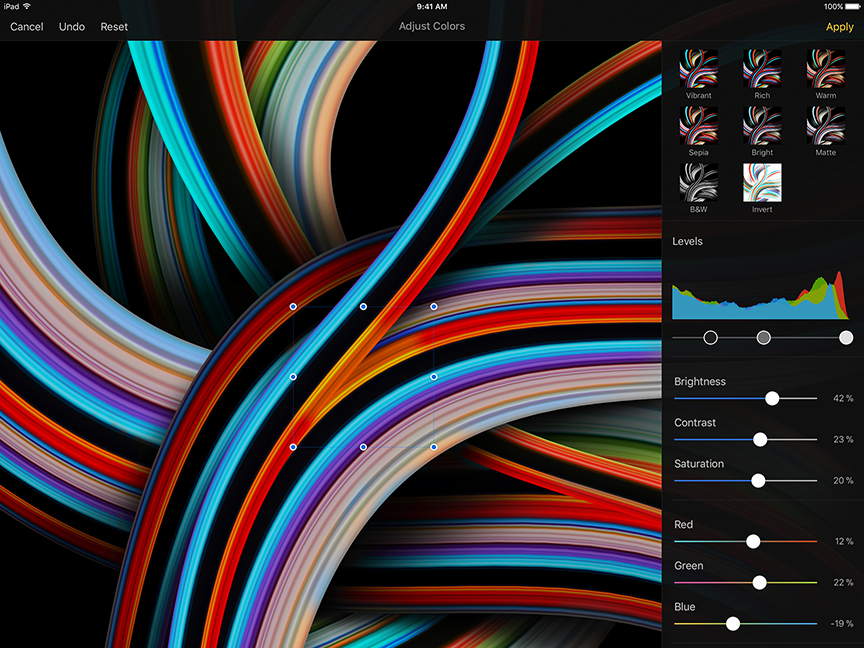 iPad 9:41 AM 100%
Cancel Undo Reset Adjust Colors Apply
Vibrant Rich Warm
Sepia Bright Matte
B&W Invert
Levels
Brightness
42 %
Contrast
23 %
Saturation
20 %
Red
12 %
Green
22 %
Blue
-19 %